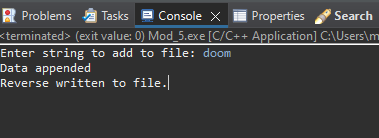 Problems Tasks Console Properties Search
<terminated> (exit value: 0) Mod_5.exe [C/C++ Application] C:\Users\m
Enter string to add to file: doom
Data appended
Reverse written to file.